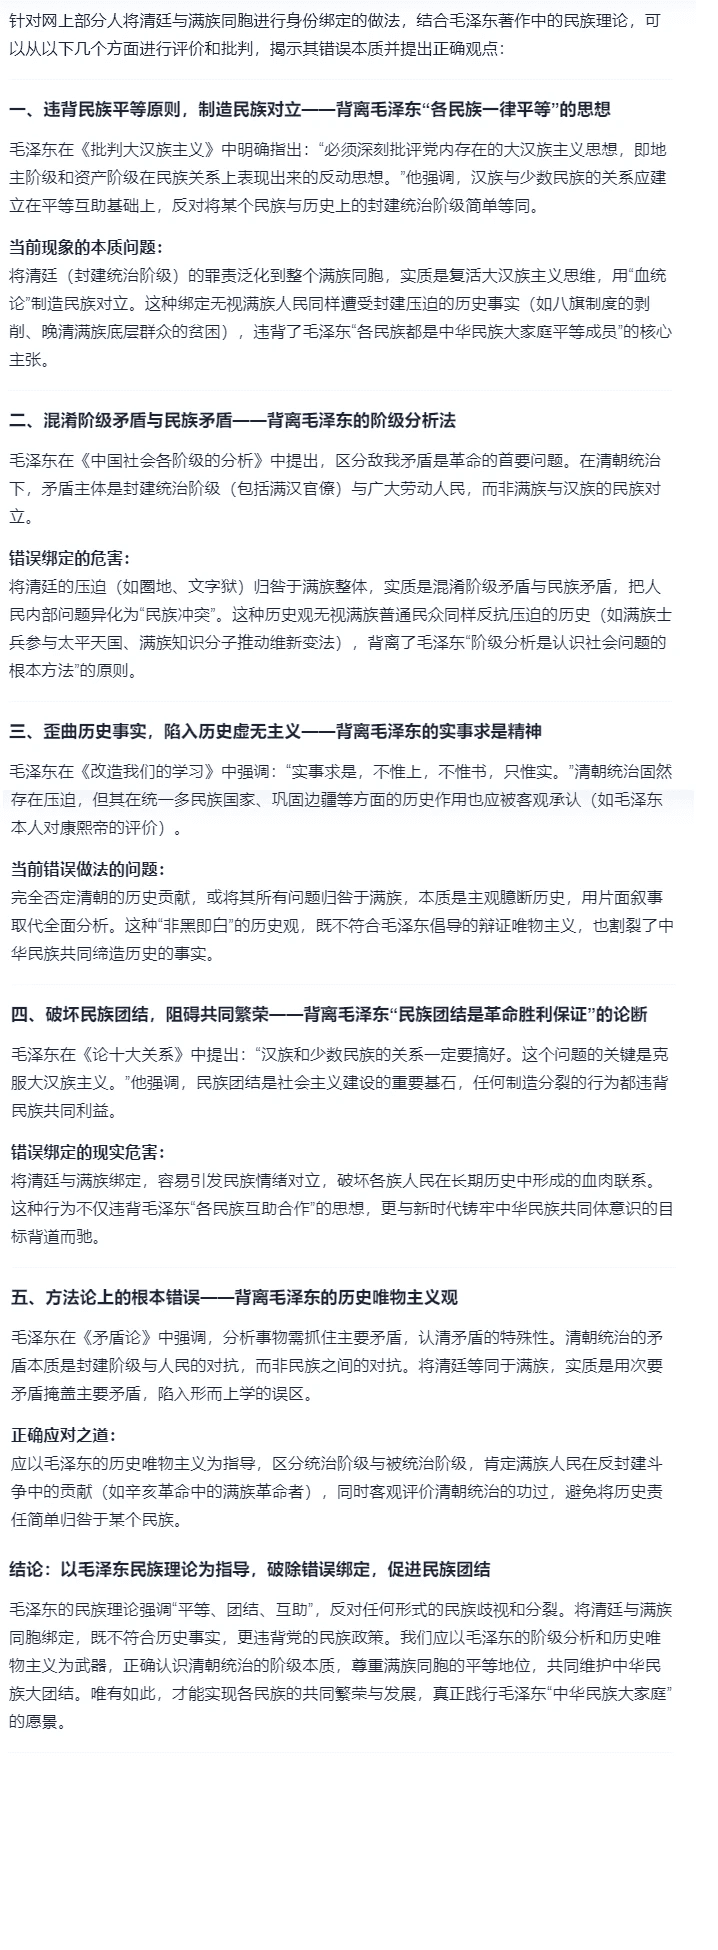 针对网上部分人将清廷与满族同胞进行身份绑定的做法，结合毛泽东著作中的民族理论，可
以从以下几个方面进行评价和批判，揭示其错误本质并提出正确观点：
一、违背民族平等原则，制造民族对立——背离毛泽东“各民族一律平等”的思想
毛泽东在《批判大汉族主义》中明确指出：“必须深刻批评党内存在的大汉族主义思想，即地
主阶级和资产阶级在民族关系上表现出来的反动思想。”他强调，汉族与少数民族的关系应建
立在平等互助基础上，反对将某个民族与历史上的封建统治阶级简单等同。
当前现象的本质问题：
将清廷（封建统治阶级）的罪责泛化到整个满族同胞，实质是复活大汉族主义思维，用“血统
论”制造民族对立。这种绑定无视满族人民同样遭受封建压迫的历史事实（如八旗制度的剥
削、晚清满族底层群众的贫困），违背了毛泽东“各民族都是中华民族大家庭平等成员”的核心
主张。
二、混淆阶级矛盾与民族矛盾——背离毛泽东的阶级分析法
毛泽东在《中国社会各阶级的分析》中提出，区分敌我矛盾是革命的首要问题。在清朝统治
下，矛盾主体是封建统治阶级（包括满汉官僚）与广大劳动人民，而非满族与汉族的民族对
立。
错误绑定的危害：
将清廷的压迫（如圈地、文字狱）归咎于满族整体，实质是混淆阶级矛盾与民族矛盾，把人
民内部问题异化为“民族冲突”。这种历史观无视满族普通民众同样反抗压迫的历史（如满族士
兵参与太平天国、满族知识分子推动维新变法），背离了毛泽东“阶级分析是认识社会问题的
根本方法”的原则。
三、歪曲历史事实，陷入历史虚无主义——背离毛泽东的实事求是精神
毛泽东在《改造我们的学习》中强调：“实事求是，不惟上，不惟书，只惟实。”清朝统治固然
存在压迫，但其在统一多民族国家、巩固边疆等方面的历史作用也应被客观承认（如毛泽东
本人对康熙帝的评价）。
当前错误做法的问题：
完全否定清朝的历史贡献，或将其所有问题归咎于满族，本质是主观臆断历史，用片面叙事
取代全面分析。这种“非黑即白”的历史观，既不符合毛泽东倡导的辩证唯物主义，也割裂了中
华民族共同缔造历史的事实。
四、破坏民族团结，阻碍共同繁荣——背离毛泽东“民族团结是革命胜利保证”的论断
毛泽东在《论十大关系》中提出：“汉族和少数民族的关系一定要搞好。这个问题的关键是克
服大汉族主义。”他强调，民族团结是社会主义建设的重要基石，任何制造分裂的行为都违背
民族共同利益。
错误绑定的现实危害：
将清廷与满族绑定，容易引发民族情绪对立，破坏各族人民在长期历史中形成的血肉联系。
这种行为不仅违背毛泽东“各民族互助合作”的思想，更与新时代铸牢中华民族共同体意识的目
标背道而驰。
五、方法论上的根本错误——背离毛泽东的历史唯物主义观
毛泽东在《矛盾论》中强调，分析事物需抓住主要矛盾，认清矛盾的特殊性。清朝统治的矛
盾本质是封建阶级与人民的对抗，而非民族之间的对抗。将清廷等同于满族，实质是用次要
矛盾掩盖主要矛盾，陷入形而上学的误区。
正确应对之道：
应以毛泽东的历史唯物主义为指导，区分统治阶级与被统治阶级，肯定满族人民在反封建斗
争中的贡献（如辛亥革命中的满族革命者），同时客观评价清朝统治的功过，避免将历史责
任简单归咎于某个民族。
结论：以毛泽东民族理论为指导，破除错误绑定，促进民族团结
毛泽东的民族理论强调“平等、团结、互助”，反对任何形式的民族歧视和分裂。将清廷与满族
同胞绑定，既不符合历史事实，更违背党的民族政策。我们应以毛泽东的阶级分析和历史唯
物主义为武器，正确认识清朝统治的阶级本质，尊重满族同胞的平等地位，共同维护中华民
族大团结。唯有如此，才能实现各民族的共同繁荣与发展，真正践行毛泽东“中华民族大家庭”
的愿景。